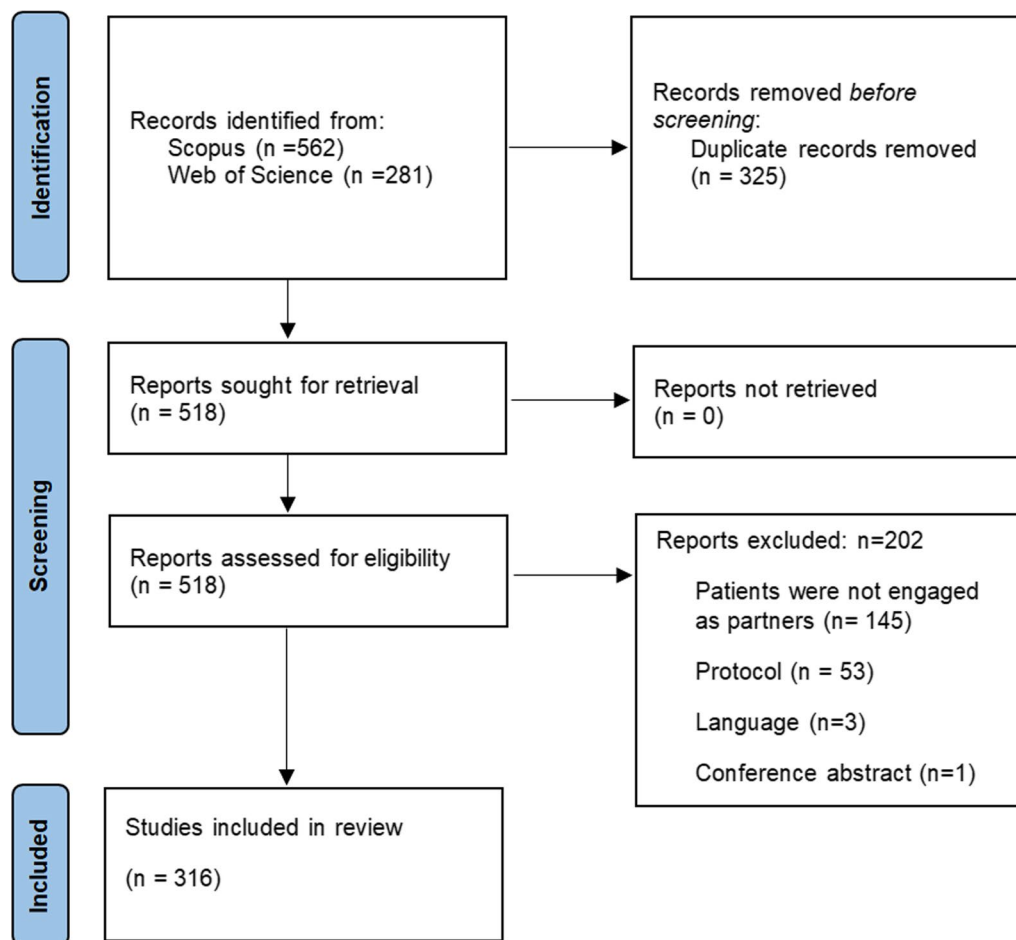 Identification
Records identified from:
Scopus (n =562)
Web of Science (n =281)
Records removed before
screening:
Duplicate records removed
(n = 325)
Screening
Reports sought for retrieval
(n = 518)
Reports not retrieved
(n = 0)
Reports assessed for eligibility
(n = 518)
Reports excluded: n=202
Patients were not engaged
as partners (n= 145)
Protocol (n = 53)
Language (n=3)
Conference abstract (n=1)
Included
Studies included in review
(n = 316)